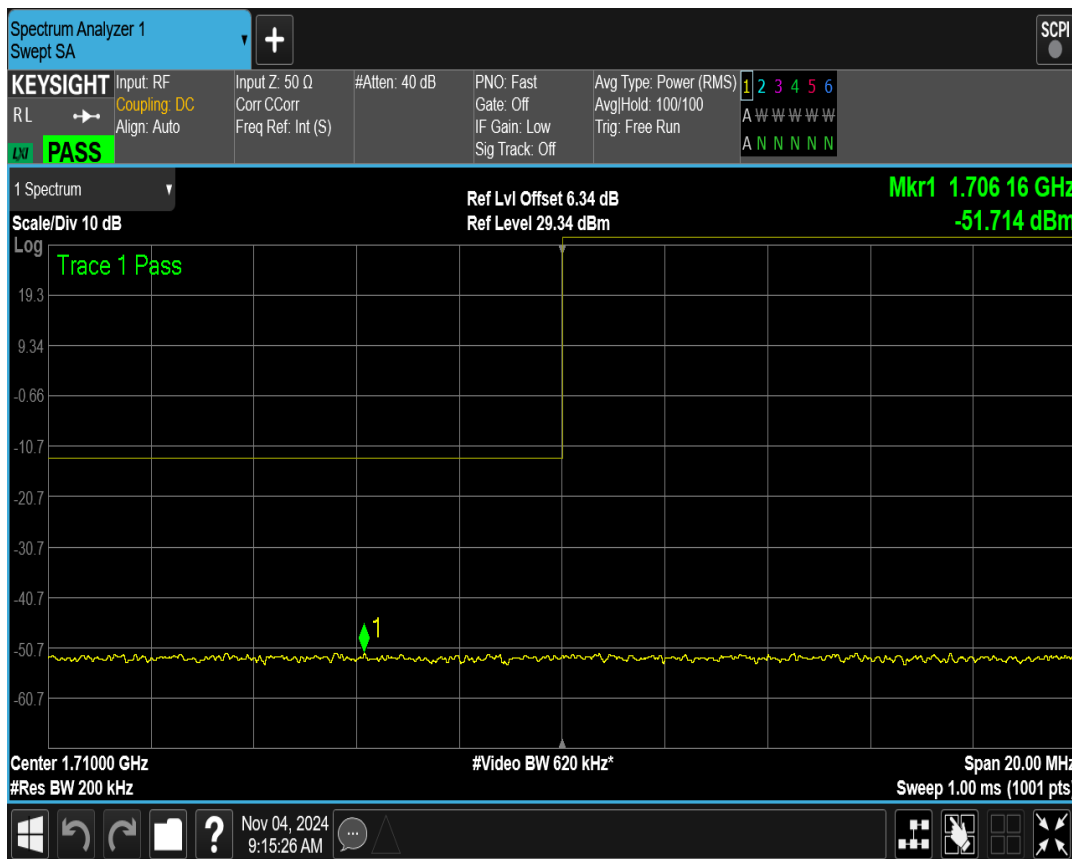 Spectrum Analyzer 1
Swept SA
+
SCPI
KEYSIGHT
RL
LXI
PASS
Input: RF
Coupling: DC
Align: Auto
Input Z: 50 Ω
Corr CCorr
Freq Ref: Int (S)
#Atten: 40 dB
PNO: Fast
Gate: Off
IF Gain: Low
Sig Track: Off
Avg Type: Power (RMS)
Avg|Hold: 100/100
Trig: Free Run
1 2 3 4 5 6
A W W W W W
A N N N N N
1 Spectrum
Scale/Div 10 dB
Ref Lvl Offset 6.34 dB
Ref Level 29.34 dBm
Mkr1 1.706 16 GHz
-51.714 dBm
Log
Trace 1 Pass
19.3
9.34
-0.66
-10.7
-20.7
-30.7
-40.7
1
-50.7
-60.7
Center 1.71000 GHz
#Video BW 620 kHz*
Span 20.00 MHz
#Res BW 200 kHz
Sweep 1.00 ms (1001 pts)
?
Nov 04, 2024
9:15:26 AM